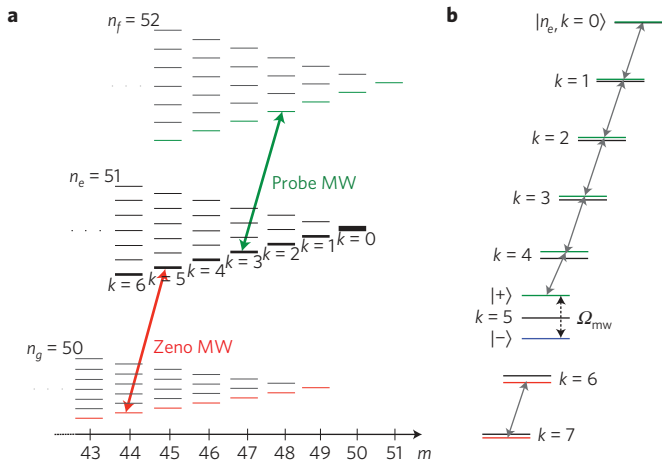 a
n_f = 52
Probe MW
n_e = 51
k = 0
k = 1
k = 2
k = 3
k = 4
k = 5
k = 6
Zeno MW
n_g = 50
43 44 45 46 47 48 49 50 51 m
b
|n_e, k = 0⟩
k = 1
k = 2
k = 3
k = 4
|+⟩
k = 5
Ω_mw
|−⟩
k = 6
k = 7